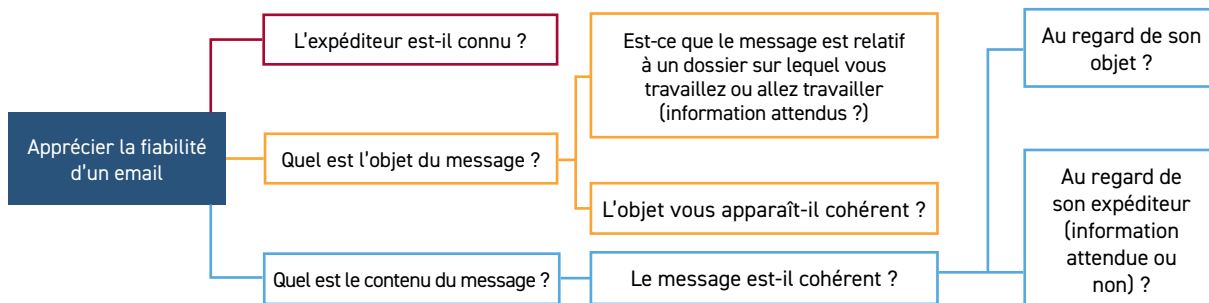 Apprécier la fiabilité
d'un email
L'expéditeur est-il connu ?
Quel est l'objet du message ?
Est-ce que le message est relatif
à un dossier sur lequel vous
travaillez ou allez travailler
(information attendus ?)
L'objet vous apparaît-il cohérent ?
Quel est le contenu du message ?
Le message est-il cohérent ?
Au regard de son
objet ?
Au regard de
son expéditeur
(information
attendue ou
non) ?